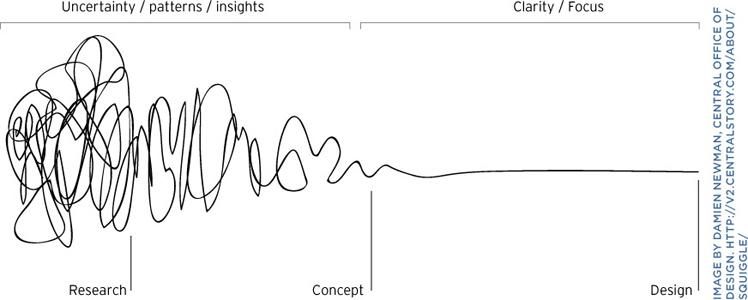 Uncertainty / patterns / insights
Clarity / Focus
Research
Concept
Design
IMAGE BY DAMIEN NEWMAN, CENTRAL OFFICE OF
DESIGN. HTTP://V2.CENTRALSTORY.COM/ABOUT/
SQUIGGLE/